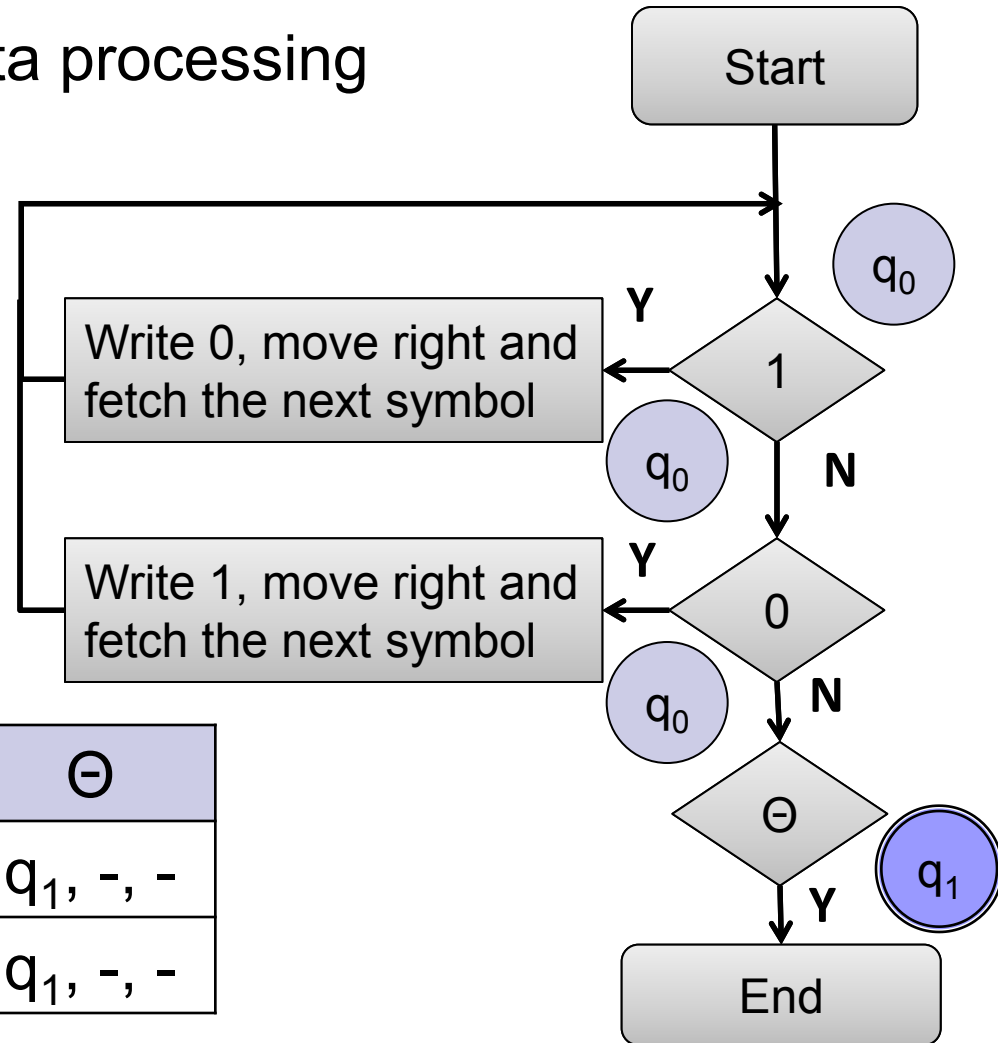 processing
Start
q₀
Y
Write 0, move right and
fetch the next symbol
1
q₀
N
Y
Write 1, move right and
fetch the next symbol
0
q₀
N
Θ
Θ
q₁, -, -
q₁
Y
q₁, -, -
End